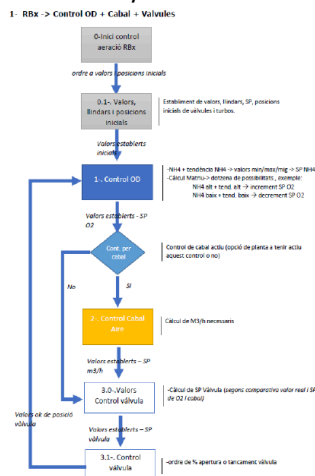 1- RBx -> Control OD + Cabal + Valvules
0-Inici control
aeració RBx
ordre a valors i posicions inicials
0.1-. Valors,
llindars i posicions
inicials
Establiment de valors, llindars, SP, posicions
inicials de vàlvules i turbos.
Valors establerts
inicials
1-. Control OD
-NH4 + tendència NH4 -> valors min/max/mig -> SP NH4
-Càlcul Matriu-> dotzena de possibilitats , exemple:
NH4 alt + tend. alt -> increment SP O2
NH4 baix + tend. baix -> decrement SP O2
Valors establerts - SP
O2
Cont. per
cabal
Control de cabal actiu (opció de planta a tenir actiu
aquest control o no)
No
Si
2-. Control Cabal
Aire
Càlcul de M3/h necessaris
Valors establerts – SP
m3/h
3.0-.Valors
Control vàlvula
-Càlcul de SP Vàlvula (segons comparativa valor real i SP
de O2 i cabal)
Valors ok de posició
vàlvula
Valors establerts – SP
vàlvula
3.1-. Control
vàlvula
-ordre de % apertura o tancament vàlvula